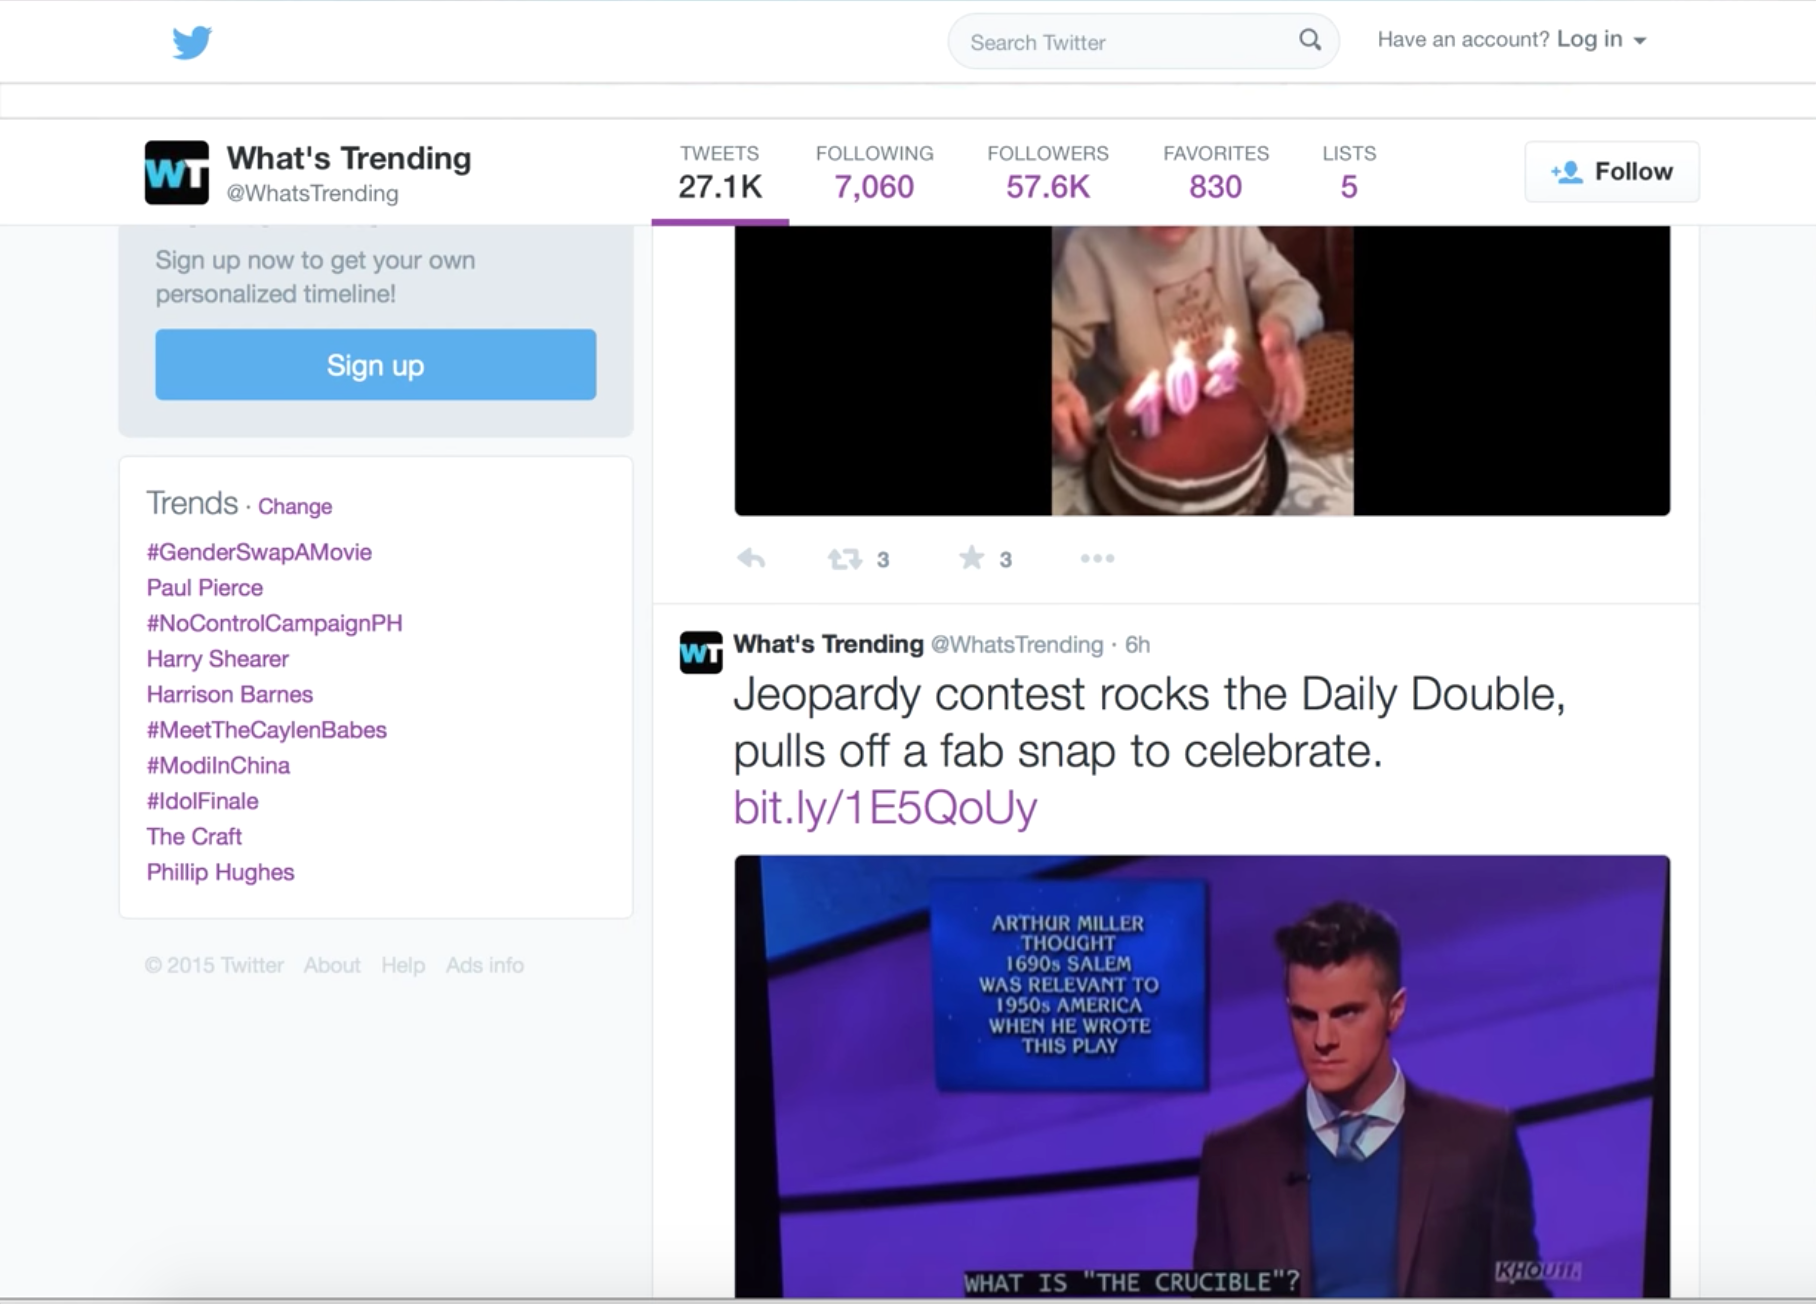 Search Twitter
Have an account? Log in
WT
What's Trending
@WhatsTrending
TWEETS
27.1K
FOLLOWING
7,060
FOLLOWERS
57.6K
FAVORITES
830
LISTS
5
Follow
Sign up now to get your own
personalized timeline!
Sign up
Trends · Change
#GenderSwapAMovie
Paul Pierce
#NoControlCampaignPH
Harry Shearer
Harrison Barnes
#MeetTheCaylenBabes
#ModiInChina
#IdolFinale
The Craft
Phillip Hughes
© 2015 Twitter About Help Ads info
102
3
3
WT
What's Trending @WhatsTrending · 6h
Jeopardy contest rocks the Daily Double,
pulls off a fab snap to celebrate.
bit.ly/1E5QoUy
ARTHUR MILLER
THOUGHT
1690s SALEM
WAS RELEVANT TO
1950s AMERICA
WHEN HE WROTE
THIS PLAY
WHAT IS "THE CRUCIBLE"?
KHOU11.